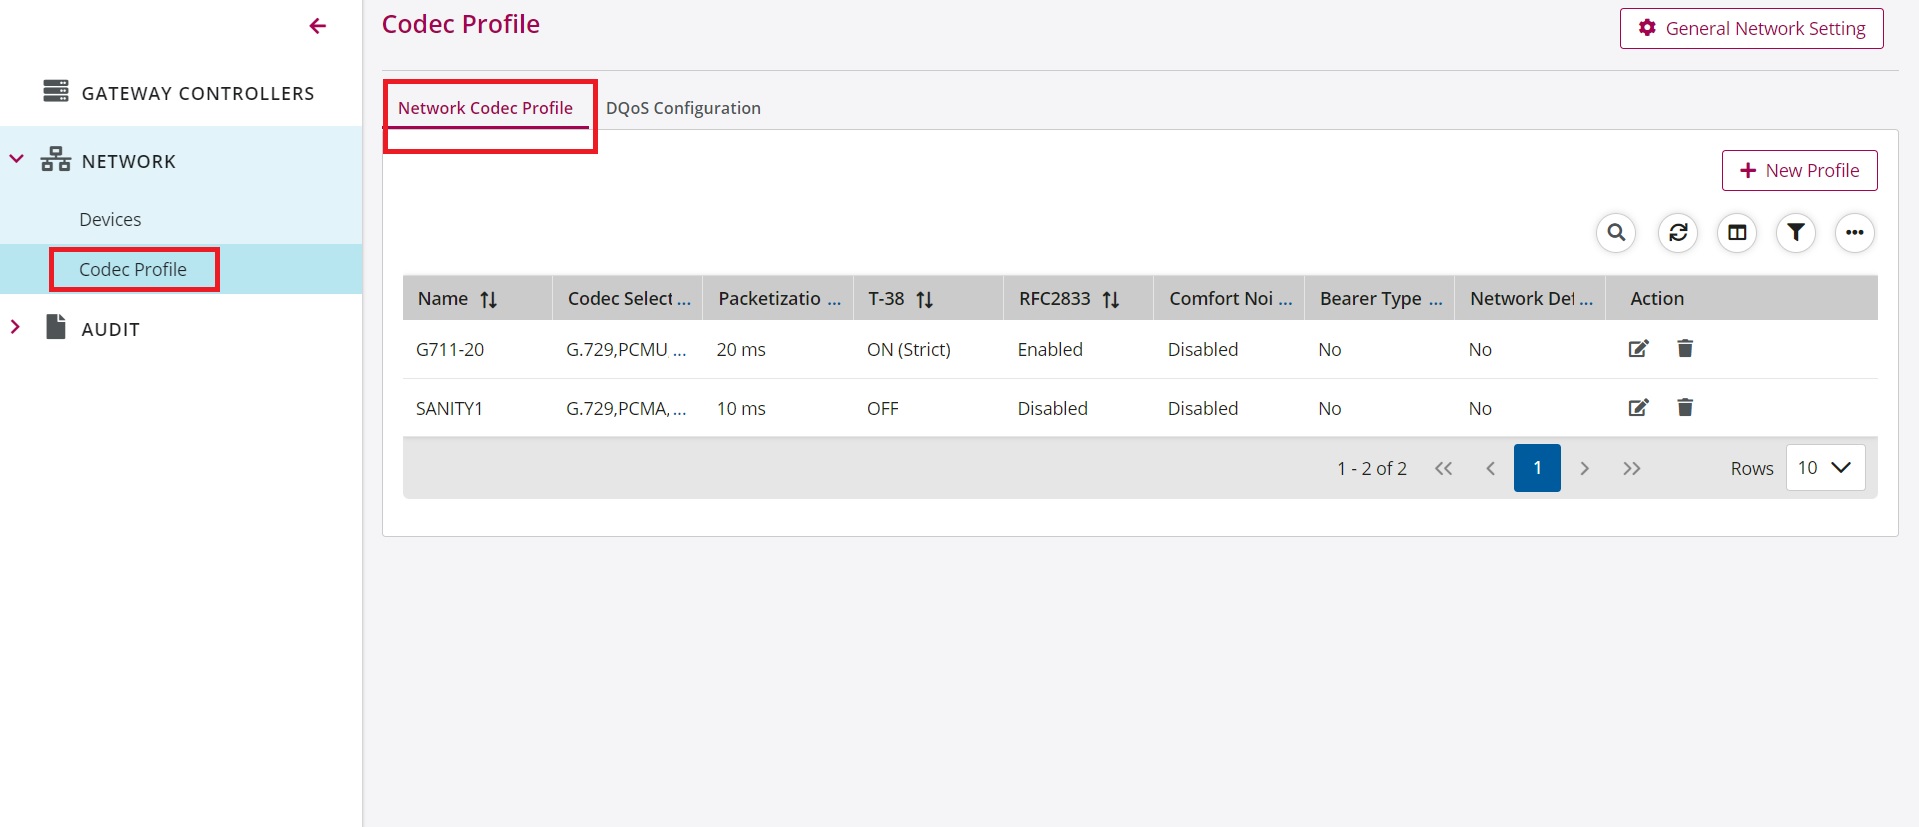 Codec Profile
General Network Setting
GATEWAY CONTROLLERS
NETWORK
Devices
Codec Profile
AUDIT
Network Codec Profile DQoS Configuration
New Profile
Name Codec Select ... Packetizatio ... T-38 RFC2833 Comfort Noi ... Bearer Type ... Network Def ... Action
G711-20 G.729,PCMU ... 20 ms ON (Strict) Enabled Disabled No No
SANITY1 G.729,PCMA, ... 10 ms OFF Disabled Disabled No No
1 - 2 of 2 1 Rows 10